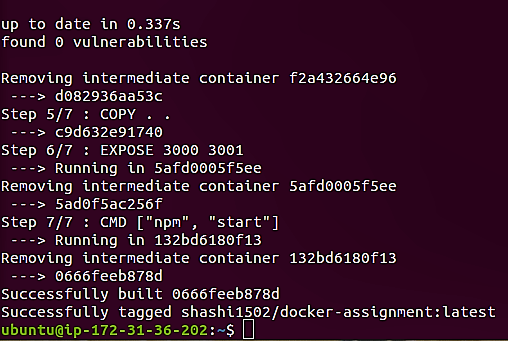 up to date in 0.337s
found 0 vulnerabilities
Removing intermediate container f2a432664e96
---> d082936aa53c
Step 5/7 : COPY . .
---> c9d632e91740
Step 6/7 : EXPOSE 3000 3001
---> Running in 5afd0005f5ee
Removing intermediate container 5afd0005f5ee
---> 5ad0f5ac256f
Step 7/7 : CMD ["npm", "start"]
---> Running in 132bd6180f13
Removing intermediate container 132bd6180f13
---> 0666feeb878d
Successfully built 0666feeb878d
Successfully tagged shashi1502/docker-assignment:latest
ubuntu@ip-172-31-36-202:~$